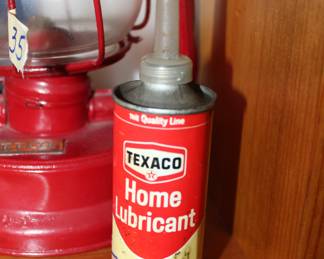 35
Quality Line
TEXACO
Home
Lubricant